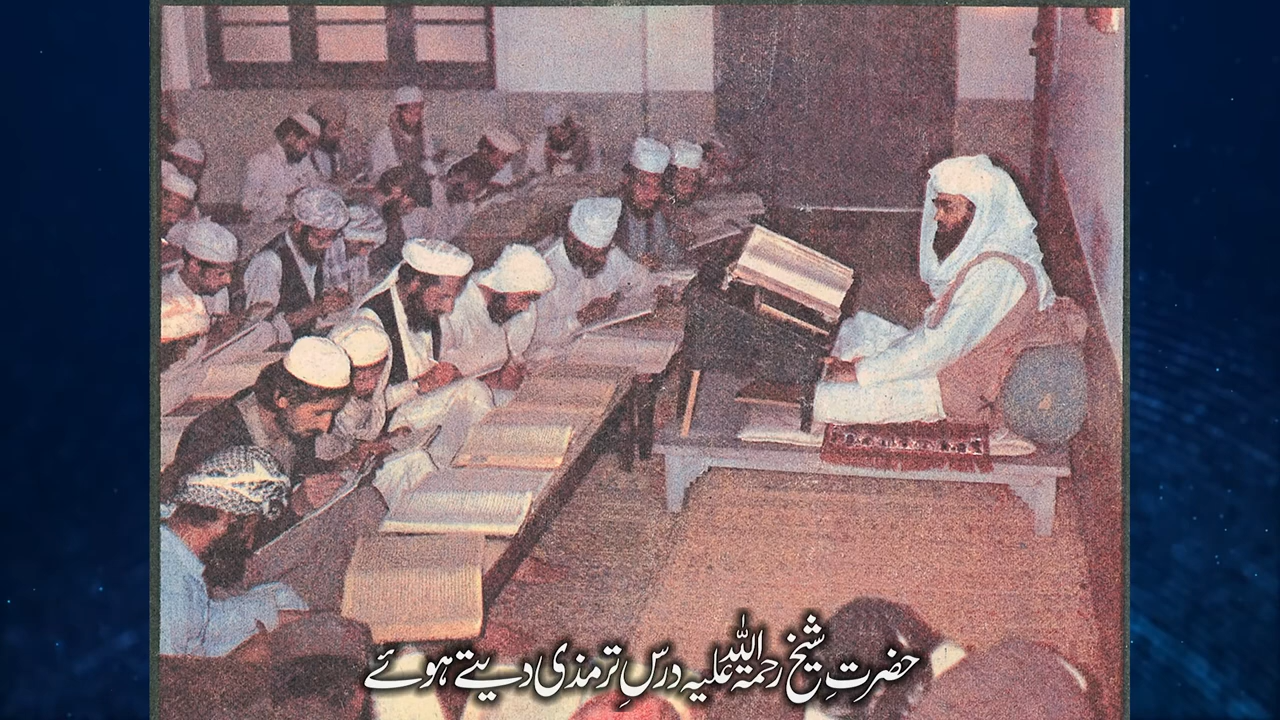 حضرتِ شیخ رحمۃ اللہ علیہ درسِ ترمذی دیتے ہوئے